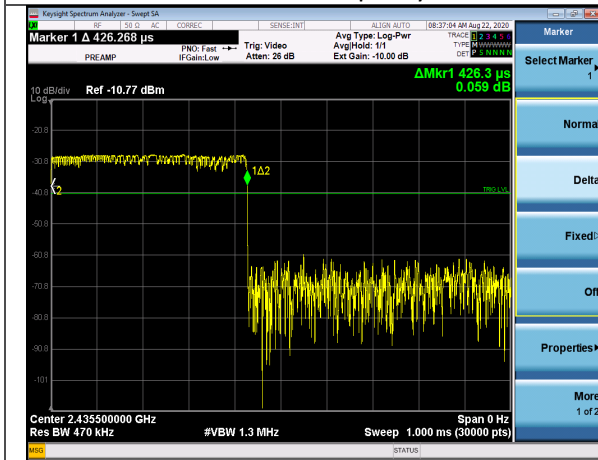 Keysight Spectrum Analyzer - Swept SA
RF 50 Ω AC CORREC SENSE:INT ALIGN AUTO 08:37:04 AM Aug 22, 2020
Marker 1 Δ 426.268 µs
PREAMP
PNO: Fast
IFGain:Low
Trig: Video
Atten: 26 dB
Avg Type: Log-Pwr
Avg|Hold: 1/1
Ext Gain: -10.00 dB
TRACE 1 2 3 4 5
TYPE M WWWWW
DET P S N N N N
Marker
Select Marker
1
Normal
Delta
Fixed
Off
Properties
More
1 of 2
ΔMkr1 426.3 µs
0.059 dB
10 dB/div Ref -10.77 dBm
Log
-20.8
-30.8
-40.8
-50.8
-60.8
-70.8
-80.8
-90.8
-101
2
1Δ2
TRIG LVL
Center 2.435500000 GHz Span 0 Hz
Res BW 470 kHz #VBW 1.3 MHz Sweep 1.000 ms (30000 pts)
MSG STATUS